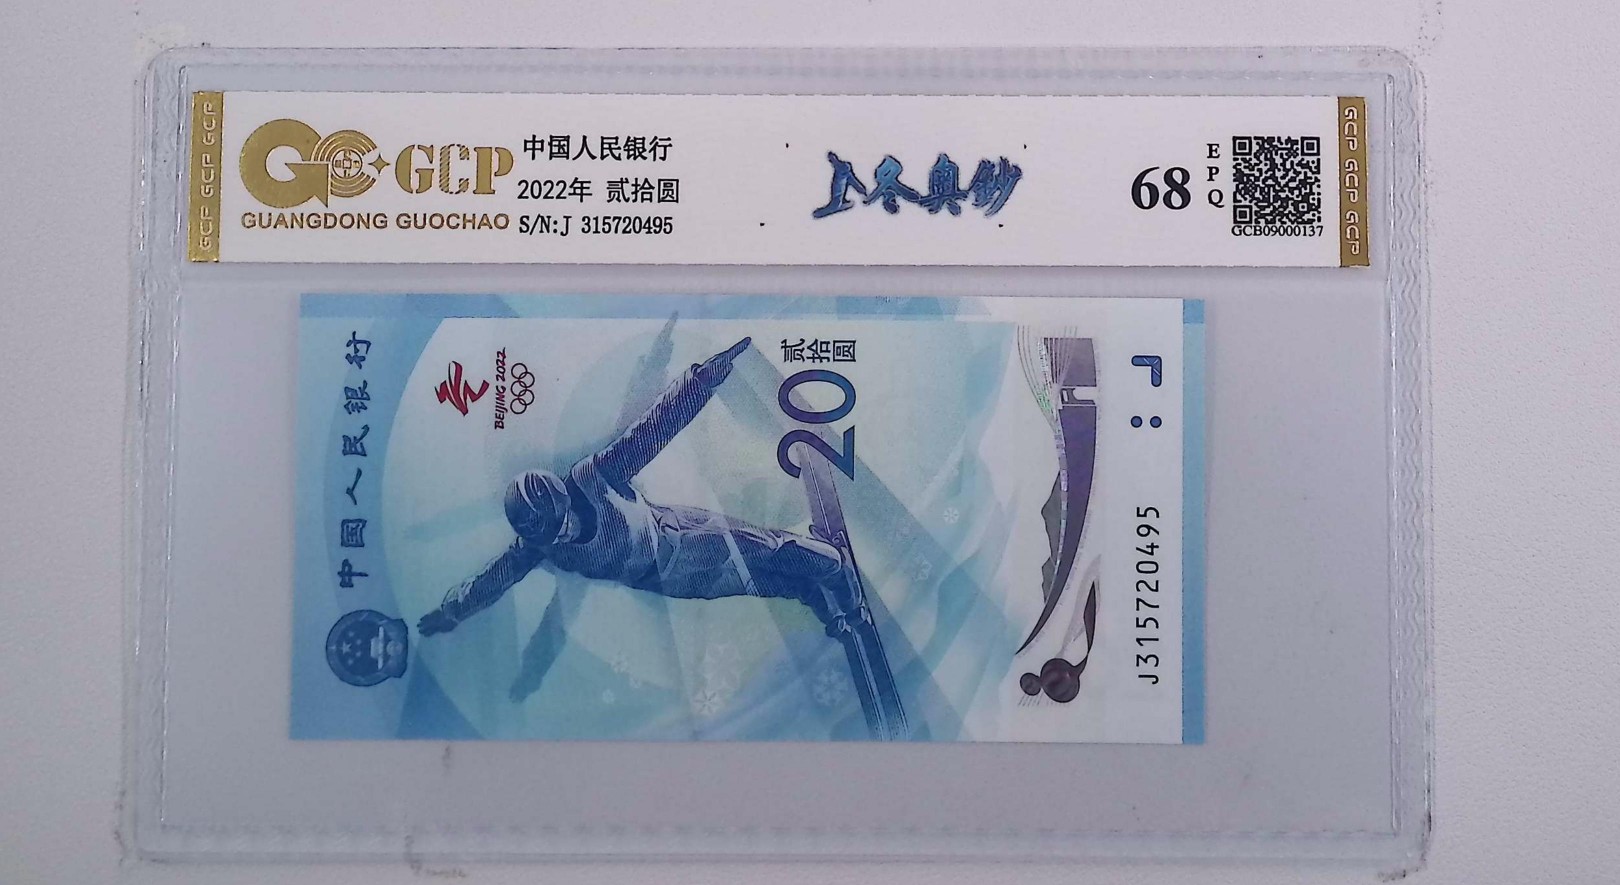 GCP GCP GCP
GCP
GUANGDONG GUOCHAO
中国人民银行
2022年 贰拾圆
S/N:J 315720495
冬奥鈔
68
EPQ
GCB09000137
GCP GCP GCP
中国人民银行
BEIJING 2022
贰拾圆
20
J315720495